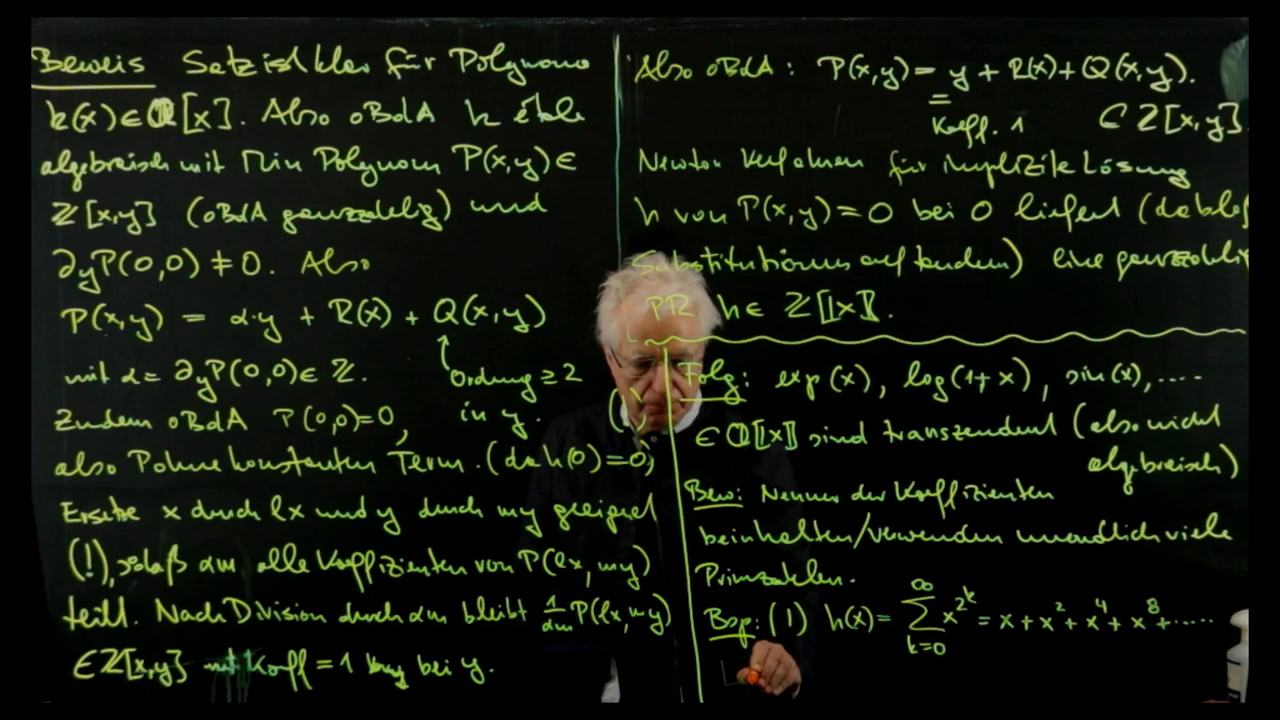 Beweis Satz ist klar für Polynome
h(x) ∈ Q[x]. Also oBdA h étale
algebraisch mit Min Polynom P(x,y) ∈
Z[x,y] (oBdA ganzzahlig) und
∂yP(0,0) ≠ 0. Also
P(x,y) = α·y + R(x) + Q(x,y)
mit α = ∂yP(0,0) ∈ Z.
Ordnung ≥ 2
in y.
Zudem oBdA P(0,0)=0,
(!)
also P ohne konstanten Term. (da h(0)=0)
Ersetze x durch lx und y durch my geeignet
(!), sodaß αm alle Koeffizienten von P(lx, my)
teilt. Nach Division durch αm bleibt 1/αm P(lx, my)
∈ Z[x,y] mit Koeff = 1 bei y.
Also oBdA: P(x,y) = y + R(x) + Q(x,y).
Koeff. 1 ∈ Z[x,y]
Newton Verfahren für implizite Lösung
h von P(x,y) = 0 bei 0 liefert (da bloß
Substitutionen auftauchen) eine ganzzahlig
PR h ∈ Z[[x]].
Folg: exp(x), log(1+x), sin(x), ....
∈ Q[[x]] sind transzendent (also nicht
algebraisch)
Bew: Nenner der Koeffizienten
beinhalten/verwenden unendlich viele
Primzahlen.
Bsp: (1) h(x) = ∑_{k=0}^{∞} x^{2^k} = x + x^2 + x^4 + x^8 + .....